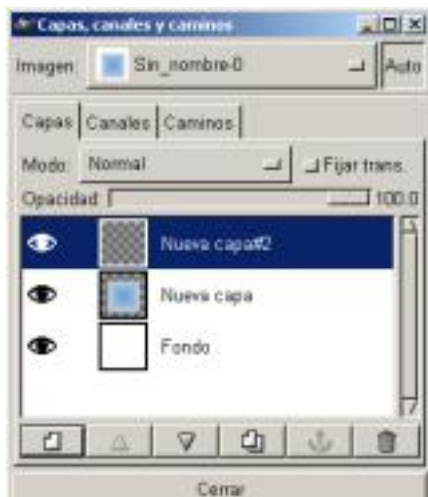 Capas, canales y caminos
Imagen: Sin_nombre-0 Auto
Capas Canales Caminos
Modo: Normal Fijar trans.
Opacidad: 100.0
Nueva capa#2
Nueva capa
Fondo
Cerrar